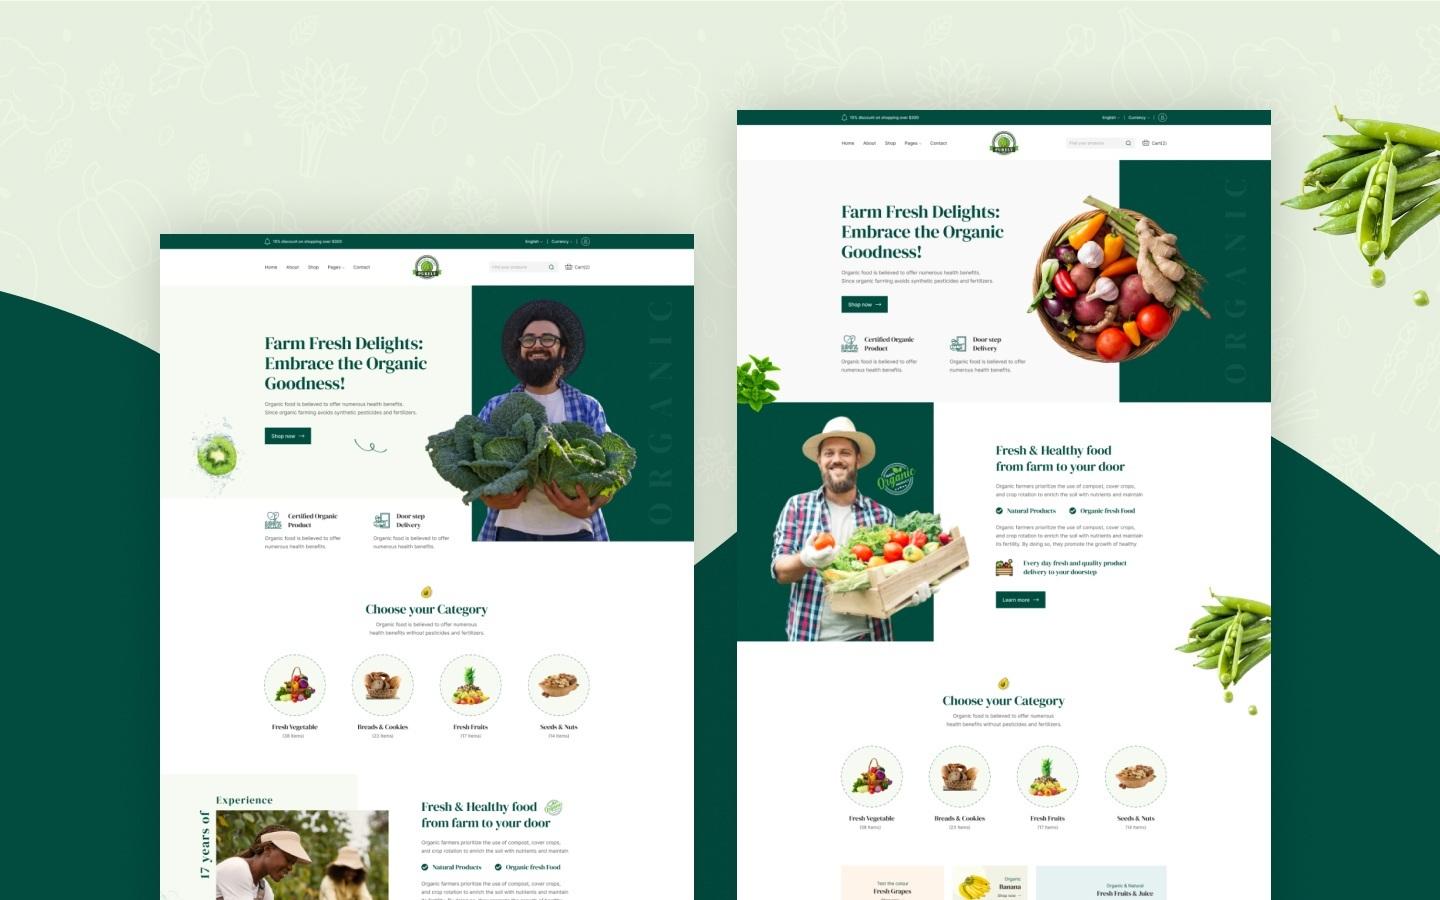 10% discount on shopping over $300
English
Currency
Home
About
Shop
Pages
Contact
PURELY
Find your products
Cart(2)
Farm Fresh Delights:
Embrace the Organic
Goodness!
Organic food is believed to offer numerous health benefits.
Since organic farming avoids synthetic pesticides and fertilizers.
Shop now
ORGANIC
Certified Organic
Product
Organic food is believed to offer
numerous health benefits.
Door step
Delivery
Organic food is believed to offer
numerous health benefits.
Choose your Category
Organic food is believed to offer numerous
health benefits without pesticides and fertilizers.
Fresh Vegetable
(38 Items)
Breads & Cookies
(23 Items)
Fresh Fruits
(17 Items)
Seeds & Nuts
(14 Items)
17 years of
Experience
Fresh & Healthy food
from farm to your door
Organic farmers prioritize the use of compost, cover crops,
and crop rotation to enrich the soil with nutrients and maintain
Natural Products
Organic fresh Food
Organic farmers prioritize the use of compost, cover crops,
and crop rotation to enrich the soil with nutrients and maintain
10% discount on shopping over $300
English
Currency
Home
About
Shop
Pages
Contact
PURELY
Find your products
Cart(2)
Farm Fresh Delights:
Embrace the Organic
Goodness!
Organic food is believed to offer numerous health benefits.
Since organic farming avoids synthetic pesticides and fertilizers.
Shop now
ORGANIC
Certified Organic
Product
Organic food is believed to offer
numerous health benefits.
Door step
Delivery
Organic food is believed to offer
numerous health benefits.
Organic
Fresh & Healthy food
from farm to your door
Organic farmers prioritize the use of compost, cover crops,
and crop rotation to enrich the soil with nutrients and maintain
Natural Products
Organic fresh Food
Organic farmers prioritize the use of compost, cover crops,
and crop rotation to enrich the soil with nutrients and maintain
its fertility. By doing so, they promote the growth of healthy
Every day fresh and quality product
delivery to your doorstep
Learn more
Choose your Category
Organic food is believed to offer numerous
health benefits without pesticides and fertilizers.
Fresh Vegetable
(38 Items)
Breads & Cookies
(23 Items)
Fresh Fruits
(17 Items)
Seeds & Nuts
(14 Items)
Test the colour
Fresh Grapes
Organic
Banana
Shop now
Organic & Natural
Fresh Fruits & Juice